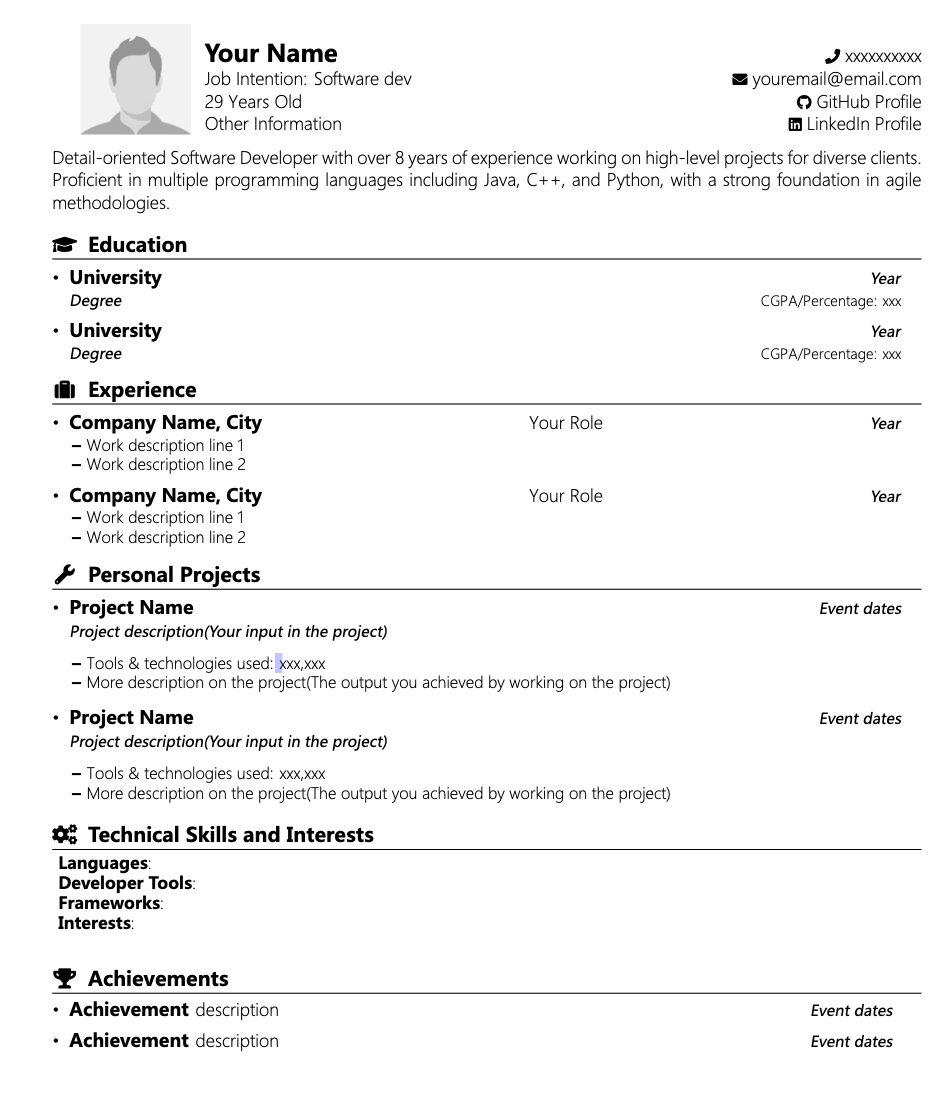 Your Name
Job Intention: Software dev
29 Years Old
Other Information
xxxxxxxxxx
youremail@email.com
GitHub Profile
LinkedIn Profile
Detail-oriented Software Developer with over 8 years of experience working on high-level projects for diverse clients.
Proficient in multiple programming languages including Java, C++, and Python, with a strong foundation in agile
methodologies.
Education
• University Year
Degree CGPA/Percentage: xxx
• University Year
Degree CGPA/Percentage: xxx
Experience
• Company Name, City Your Role Year
– Work description line 1
– Work description line 2
• Company Name, City Your Role Year
– Work description line 1
– Work description line 2
Personal Projects
• Project Name Event dates
Project description(Your input in the project)
– Tools & technologies used: xxx,xxx
– More description on the project(The output you achieved by working on the project)
• Project Name Event dates
Project description(Your input in the project)
– Tools & technologies used: xxx,xxx
– More description on the project(The output you achieved by working on the project)
Technical Skills and Interests
Languages:
Developer Tools:
Frameworks:
Interests:
Achievements
• Achievement description Event dates
• Achievement description Event dates